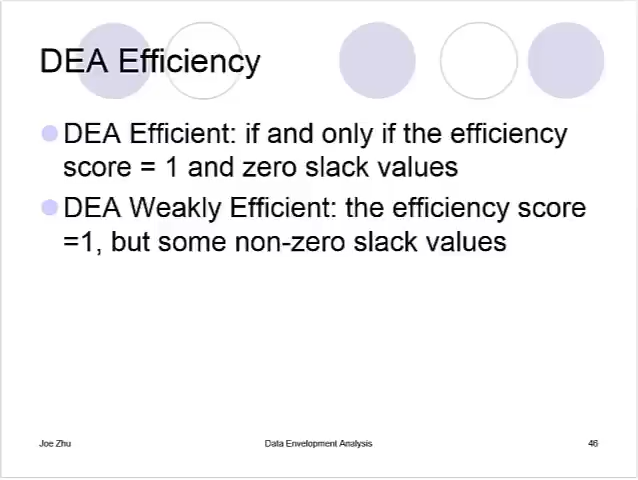 DEA Efficiency
DEA Efficient: if and only if the efficiency
score = 1 and zero slack values
DEA Weakly Efficient: the efficiency score
=1, but some non-zero slack values
Joe Zhu
Data Envelopment Analysis
46